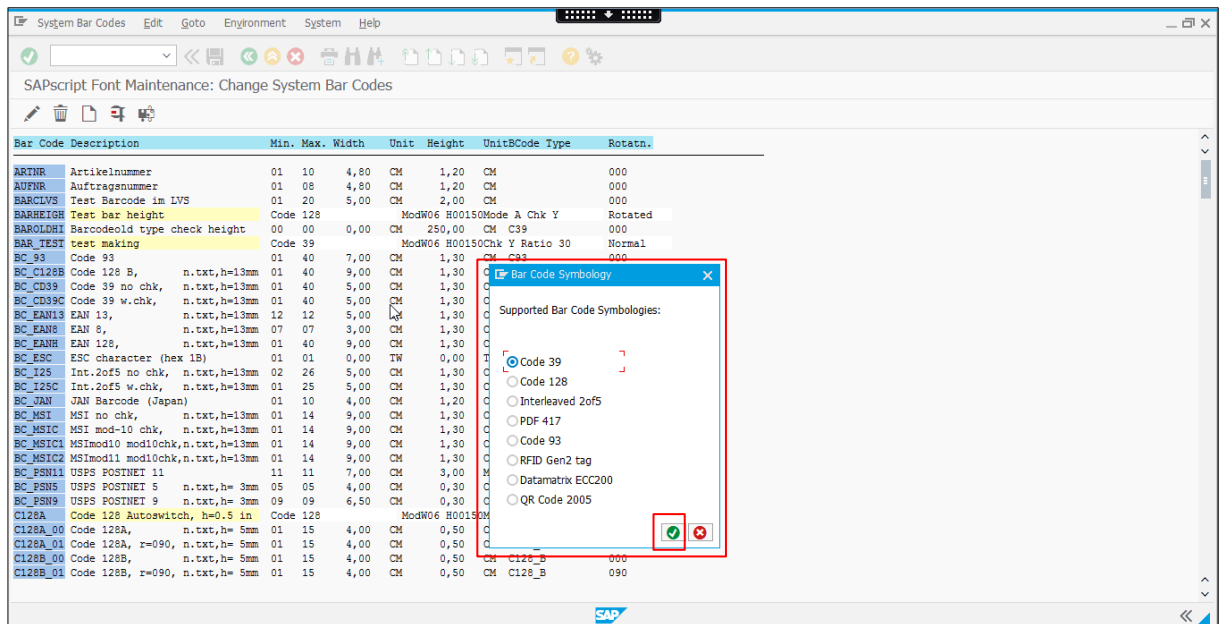 System Bar Codes Edit Goto Environment System Help
SAPscript Font Maintenance: Change System Bar Codes
Bar Code Description Min. Max. Width Unit Height UnitBCode Type Rotatn.
ARTNR Artikelnummer 01 10 4,80 CM 1,20 CM 000
AUFNR Auftragsnummer 01 08 4,80 CM 1,20 CM 000
BARCLVS Test Barcode im LVS 01 20 5,00 CM 2,00 CM 000
BARHEIGH Test bar height Code 128 ModW06 H00150Mode A Chk Y Rotated
BAROLDHI Barcodeold type check height 00 00 0,00 CM 250,00 CM C39 000
BAR_TEST test making Code 39 ModW06 H00150Chk Y Ratio 30 Normal
BC_93 Code 93 01 40 7,00 CM 1,30 CM C93 000
BC_C128B Code 128 B, n.txt,h=13mm 01 40 9,00 CM 1,30 C
BC_CD39 Code 39 no chk, n.txt,h=13mm 01 40 5,00 CM 1,30 C
BC_CD39C Code 39 w.chk, n.txt,h=13mm 01 40 5,00 CM 1,30 C
BC_EAN13 EAN 13, n.txt,h=13mm 12 12 5,00 CM 1,30 C
BC_EAN8 EAN 8, n.txt,h=13mm 07 07 3,00 CM 1,30 C
BC_EANH EAN 128, n.txt,h=13mm 01 40 9,00 CM 1,30 C
BC_ESC ESC character (hex 1B) 01 01 0,00 TW 0,00 T
BC_I25 Int.2of5 no chk, n.txt,h=13mm 02 26 5,00 CM 1,30 C
BC_I25C Int.2of5 w.chk, n.txt,h=13mm 01 25 5,00 CM 1,30 C
BC_JAN JAN Barcode (Japan) 01 10 4,00 CM 1,20 C
BC_MSI MSI no chk, n.txt,h=13mm 01 14 9,00 CM 1,30 C
BC_MSIC MSI mod-10 chk, n.txt,h=13mm 01 14 9,00 CM 1,30 C
BC_MSIC1 MSImod10 mod10chk,n.txt,h=13mm 01 14 9,00 CM 1,30 C
BC_MSIC2 MSImod11 mod10chk,n.txt,h=13mm 01 14 9,00 CM 1,30 C
BC_PSN11 USPS POSTNET 11 11 11 7,00 CM 3,00 M
BC_PSN5 USPS POSTNET 5 n.txt,h= 3mm 05 05 4,00 CM 0,30 C
BC_PSN9 USPS POSTNET 9 n.txt,h= 3mm 09 09 6,50 CM 0,30 C
C128A Code 128 Autoswitch, h=0.5 in Code 128 ModW06 H00150M
C128A_00 Code 128A, n.txt,h= 5mm 01 15 4,00 CM 0,50 C
C128A_01 Code 128A, r=090, n.txt,h= 5mm 01 15 4,00 CM 0,50 C
C128B_00 Code 128B, n.txt,h= 5mm 01 15 4,00 CM 0,50 CM C128_B 000
C128B_01 Code 128B, r=090, n.txt,h= 5mm 01 15 4,00 CM 0,50 CM C128_B 090
Bar Code Symbology
Supported Bar Code Symbologies:
Code 39
Code 128
Interleaved 2of5
PDF 417
Code 93
RFID Gen2 tag
Datamatrix ECC200
QR Code 2005
SAP